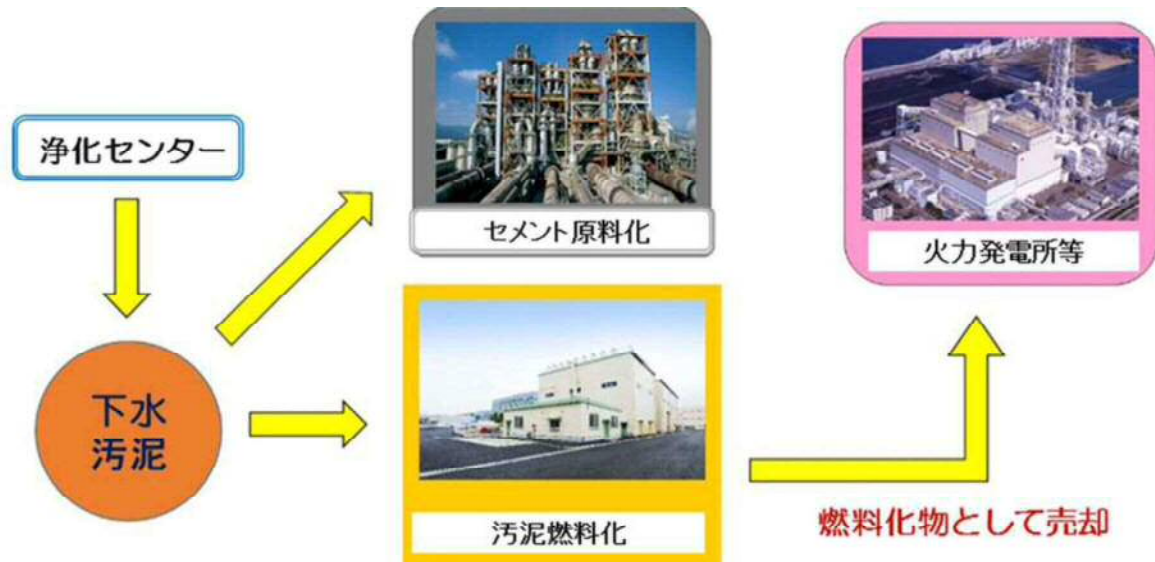 浄化センター
下水
汚泥
セメント原料化
汚泥燃料化
火力発電所等
燃料化物として売却